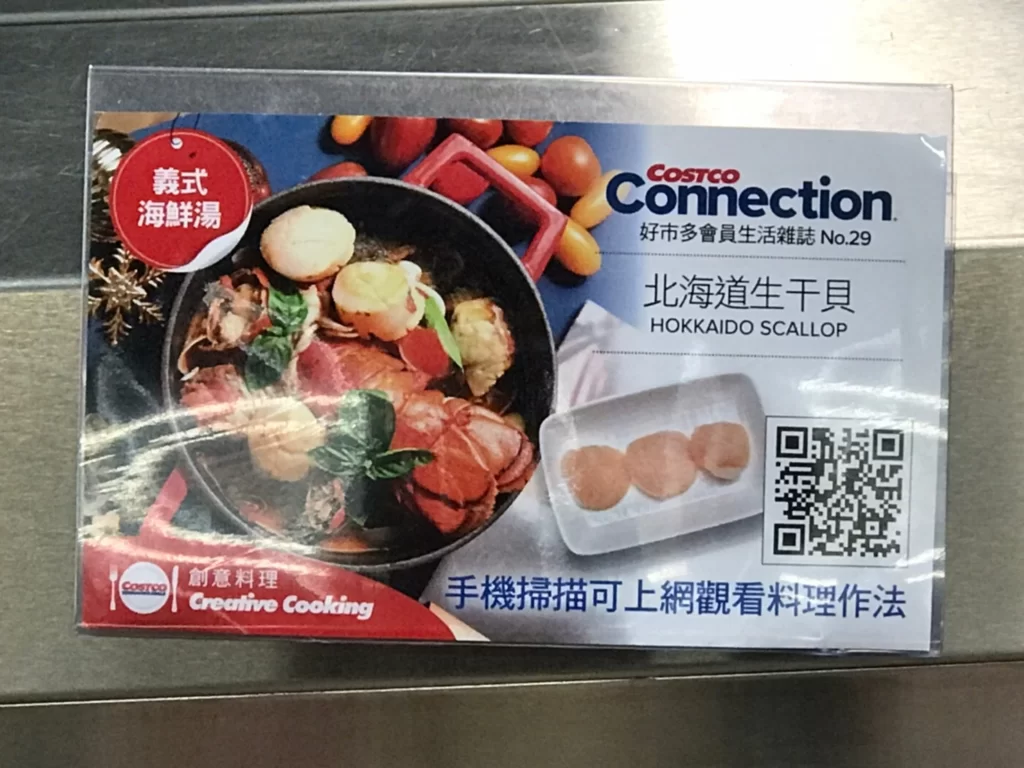 義式
海鮮湯
COSTCO
Connection
好市多會員生活雜誌 No.29
北海道生干貝
HOKKAIDO SCALLOP
COSTCO
創意料理
Creative Cooking
手機掃描可上網觀看料理作法